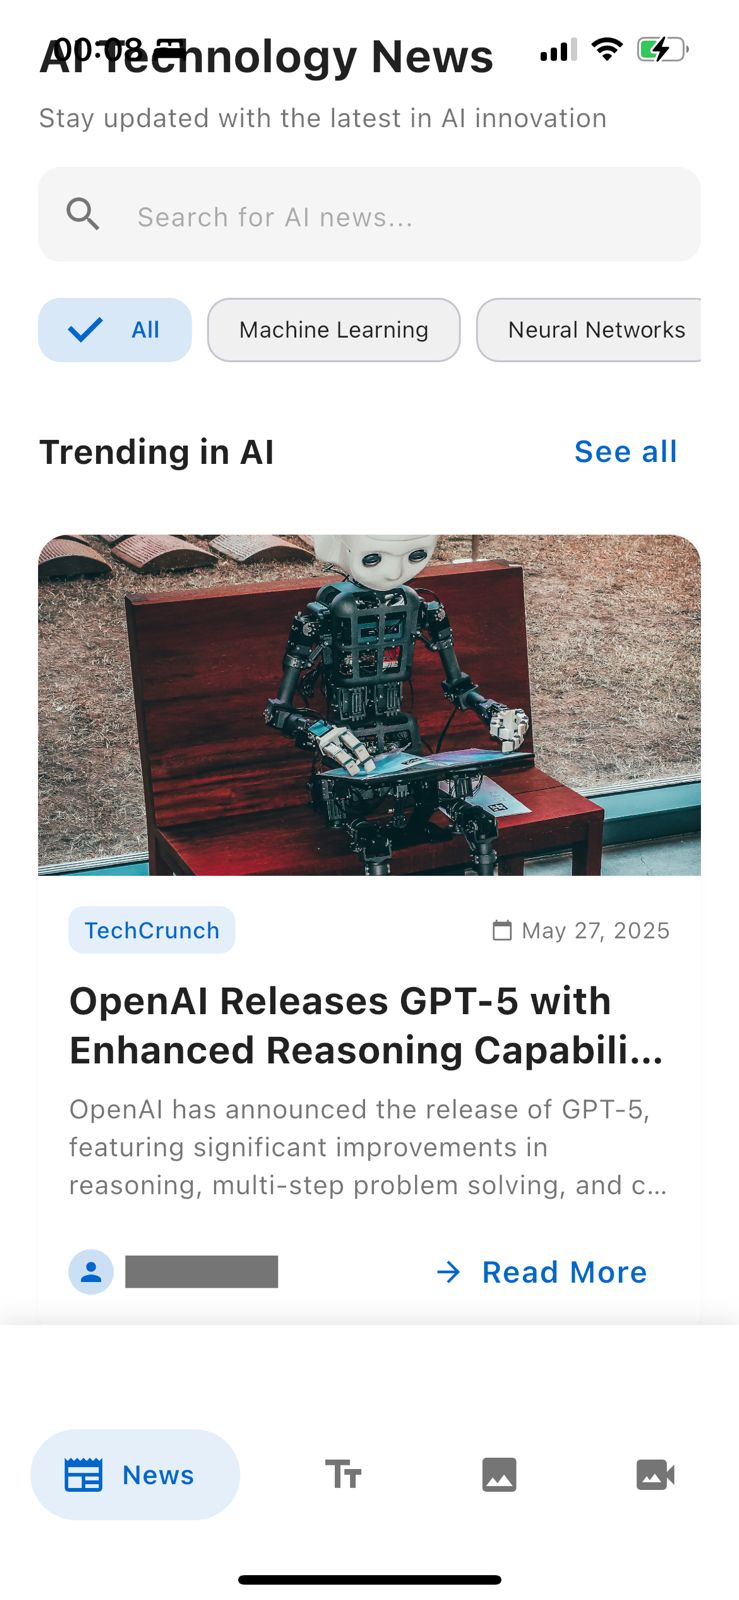 00:08
AI Technology News
Stay updated with the latest in AI innovation
Search for AI news...
All
Machine Learning
Neural Networks
Trending in AI
See all
TechCrunch
May 27, 2025
OpenAI Releases GPT-5 with
Enhanced Reasoning Capabili...
OpenAI has announced the release of GPT-5,
featuring significant improvements in
reasoning, multi-step problem solving, and c...
Read More
News